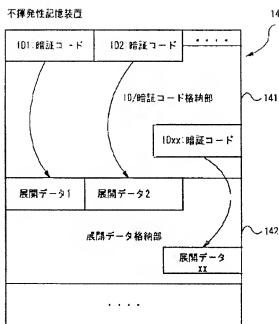 不揮発性記憶装置
14
ID1:暗証コード
ID2:暗証コード
・・・・
ID/暗証コード格納部
141
IDxx:暗証コード
展開データ1
展開データ2
展開データ格納部
142
展開データ
xx
・・・・